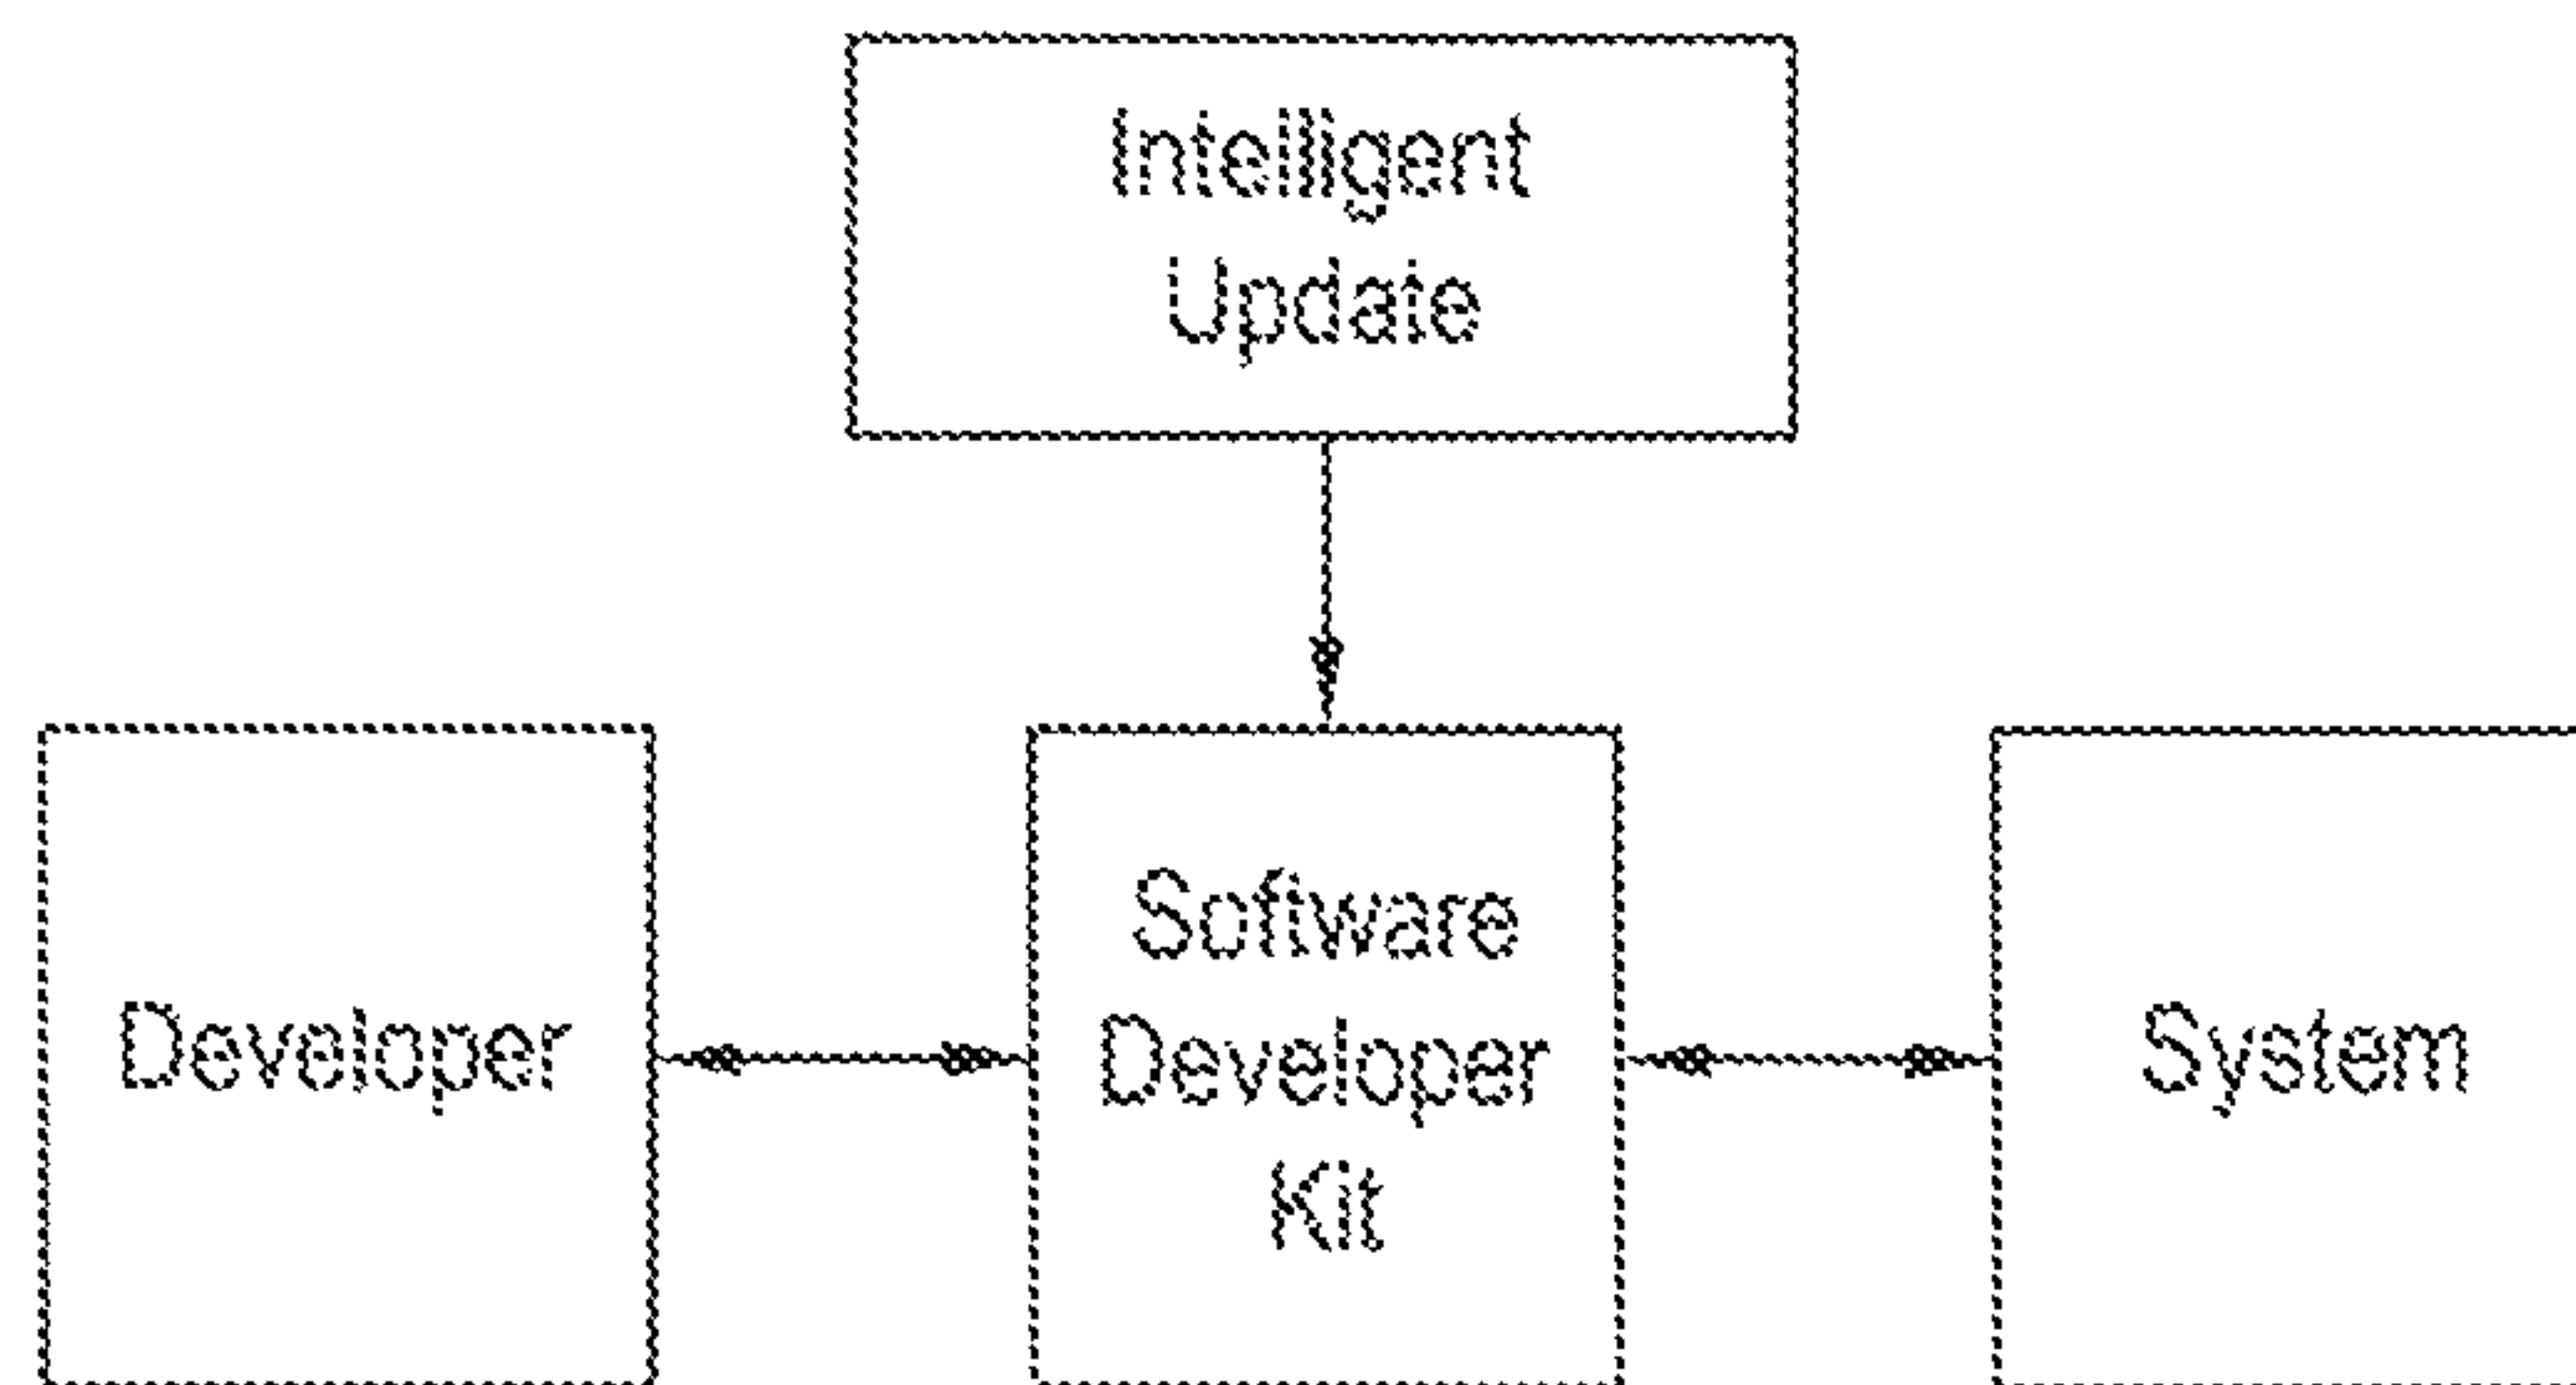 Intelligent
Update
Developer
Software
Developer
Kit
System